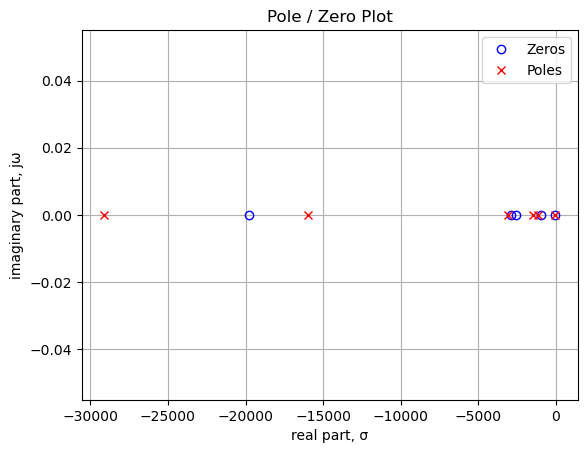 Pole / Zero Plot
Zeros
Poles
0.04
0.02
0.00
−0.02
−0.04
imaginary part, jω
−30000 −25000 −20000 −15000 −10000 −5000 0
real part, σ